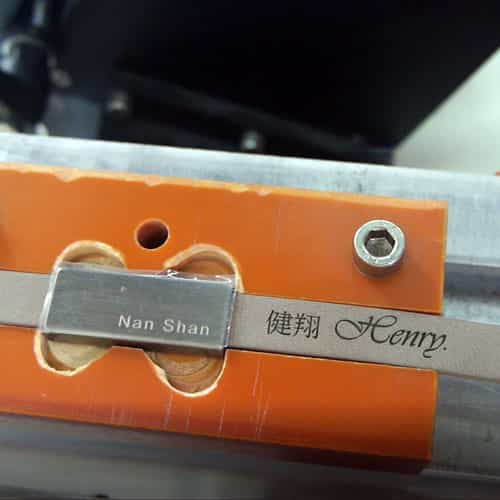 Nan Shan
健翔 Henry.